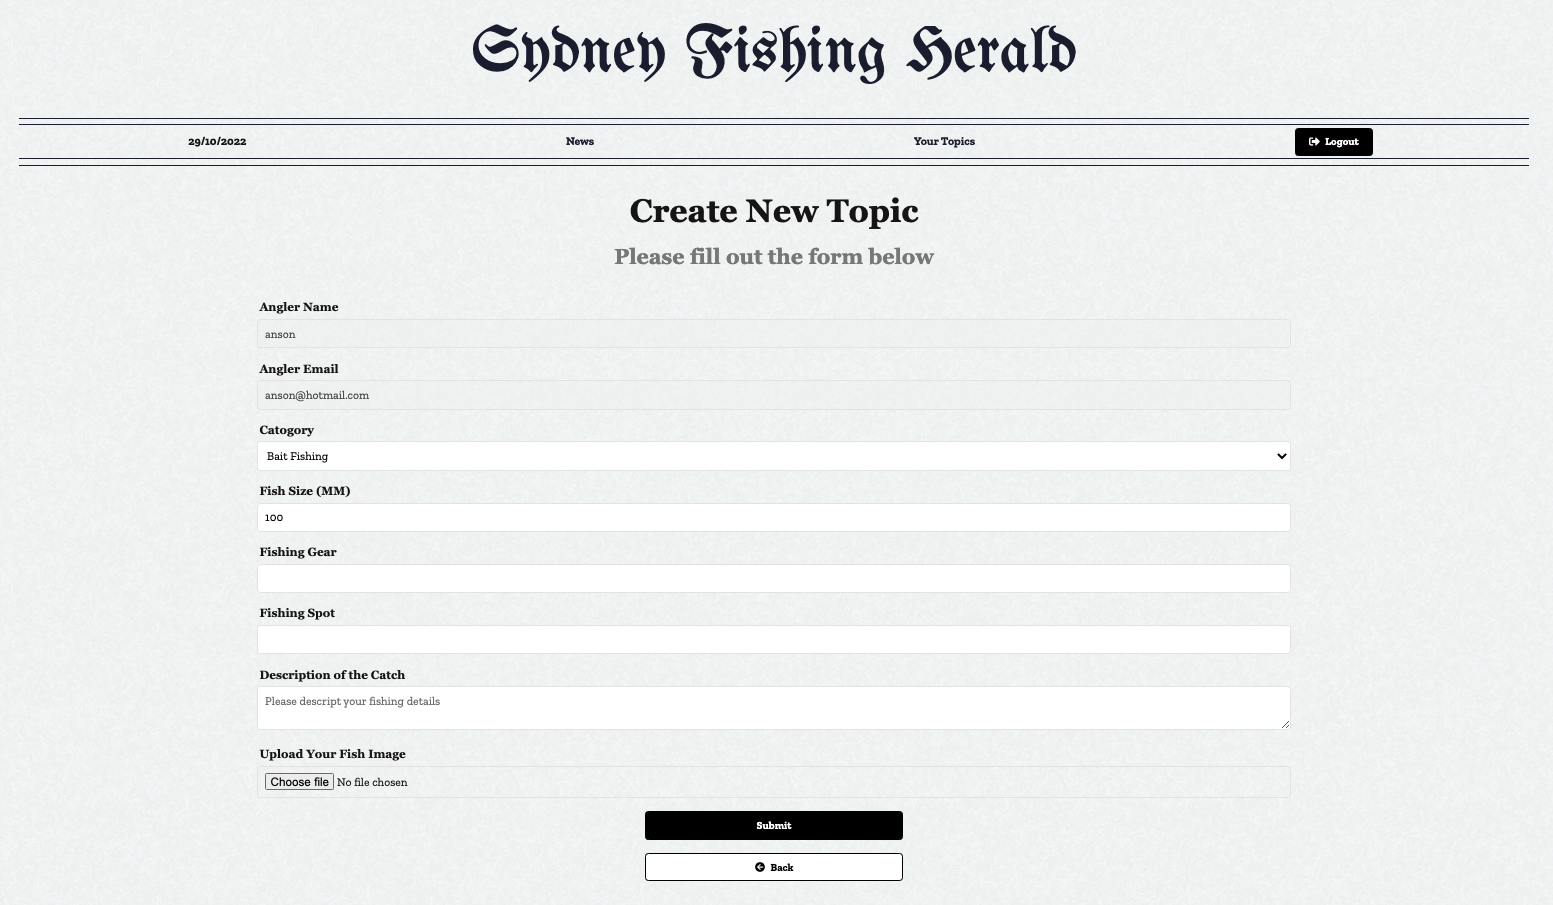 Sydney Fishing Herald
29/10/2022 News Your Topics Logout
Create New Topic
Please fill out the form below
Angler Name
anson
Angler Email
anson@hotmail.com
Catogory
Bait Fishing
Fish Size (MM)
100
Fishing Gear
Fishing Spot
Description of the Catch
Please descript your fishing details
Upload Your Fish Image
Choose file No file chosen
Submit
Back